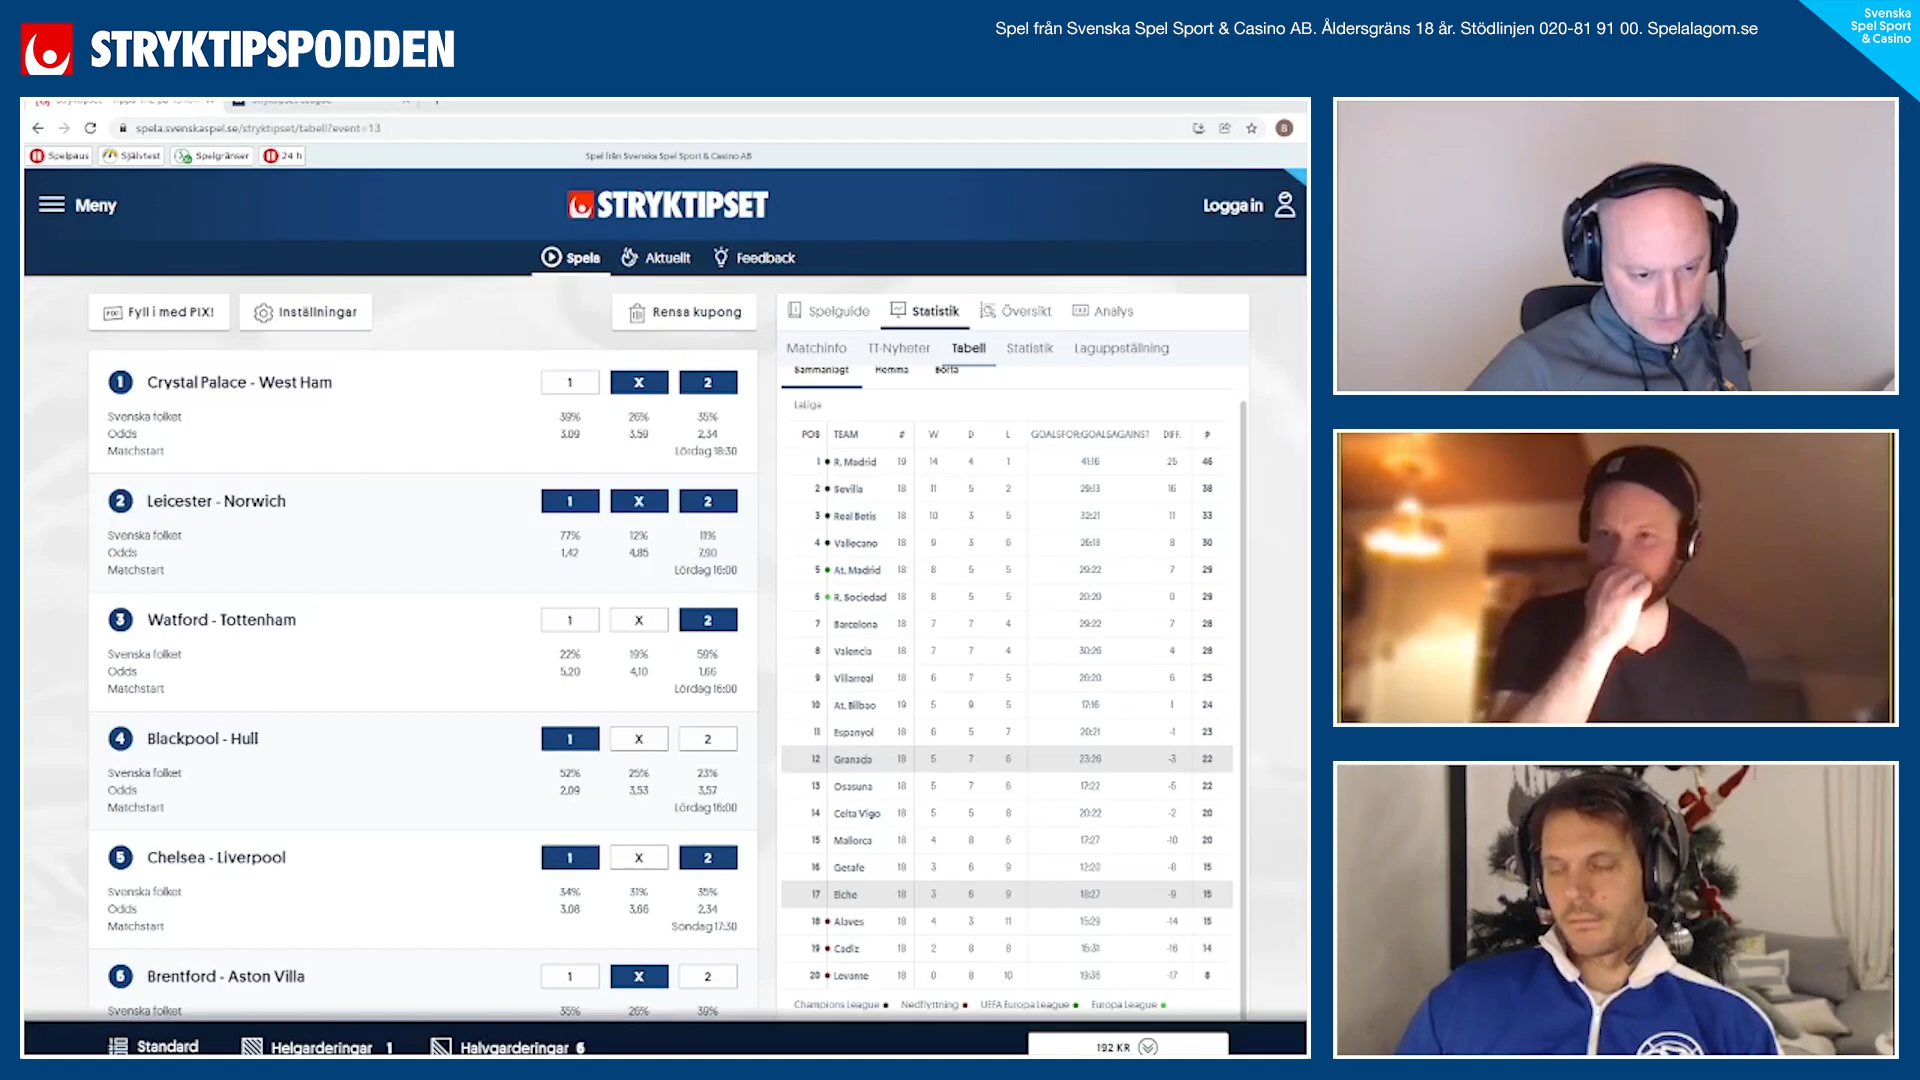 STRYKTIPSPODDEN
Spel från Svenska Spel Sport & Casino AB. Åldersgräns 18 år. Stödlinjen 020-81 91 00. Spelalagom.se
Svenska
Spel Sport
& Casino
spela.svenskaspel.se/stryktipset/tabell?event=13
B
Spelpaus Självtest Spelgränser 24 h
Spel från Svenska Spel Sport & Casino AB
Meny
STRYKTIPSET
Logga in
Spela Aktuellt Feedback
Fyll i med PIX! Inställningar Rensa kupong
1 Crystal Palace - West Ham 1 X 2
Svenska folket 39% 26% 35%
Odds 3,09 3,59 2,34
Matchstart Lördag 18:30
2 Leicester - Norwich 1 X 2
Svenska folket 77% 12% 11%
Odds 1,42 4,85 7,90
Matchstart Lördag 16:00
3 Watford - Tottenham 1 X 2
Svenska folket 22% 19% 59%
Odds 5,20 4,10 1,66
Matchstart Lördag 16:00
4 Blackpool - Hull 1 X 2
Svenska folket 52% 25% 23%
Odds 2,09 3,53 3,57
Matchstart Lördag 16:00
5 Chelsea - Liverpool 1 X 2
Svenska folket 34% 31% 35%
Odds 3,08 3,66 2,34
Matchstart Söndag 17:30
6 Brentford - Aston Villa 1 X 2
Svenska folket 35% 26% 39%
Spelguide Statistik Översikt Analys
Matchinfo TT-Nyheter Tabell Statistik Laguppställning
Sammanlagt Hemma Borta
LaLiga
POS TEAM # W D L GOALSFOR:GOALSAGAINST DIFF. P
1 R. Madrid 19 14 4 1 41:16 25 46
2 Sevilla 18 11 5 2 29:13 16 38
3 Real Betis 18 10 3 5 32:21 11 33
4 Vallecano 18 9 3 6 26:18 8 30
5 At. Madrid 18 8 5 5 29:22 7 29
6 R. Sociedad 18 8 5 5 20:20 0 29
7 Barcelona 18 7 7 4 29:22 7 28
8 Valencia 18 7 7 4 30:26 4 28
9 Villarreal 18 6 7 5 26:20 6 25
10 At. Bilbao 19 5 9 5 17:16 1 24
11 Espanyol 18 6 5 7 20:21 -1 23
12 Granada 18 5 7 6 23:26 -3 22
13 Osasuna 18 5 7 6 17:22 -5 22
14 Celta Vigo 18 5 5 8 20:22 -2 20
15 Mallorca 18 4 8 6 17:27 -10 20
16 Getafe 18 3 6 9 12:20 -8 15
17 Elche 18 3 6 9 18:27 -9 15
18 Alaves 18 4 3 11 15:29 -14 15
19 Cadiz 18 2 8 8 15:31 -16 14
20 Levante 18 0 8 10 19:36 -17 8
Champions League Nedflyttning UEFA Europa League Europa League
Standard Helgarderingar 1 Halvgarderingar 6 192 KR